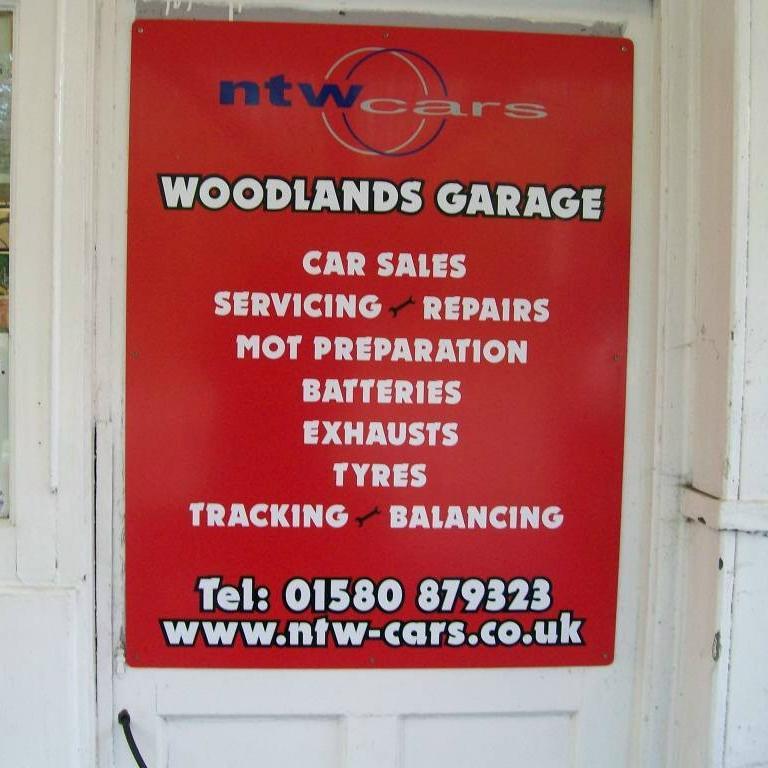 ntwcars
WOODLANDS GARAGE
CAR SALES
SERVICING REPAIRS
MOT PREPARATION
BATTERIES
EXHAUSTS
TYRES
TRACKING BALANCING
Tel: 01580 879323
www.ntw-cars.co.uk